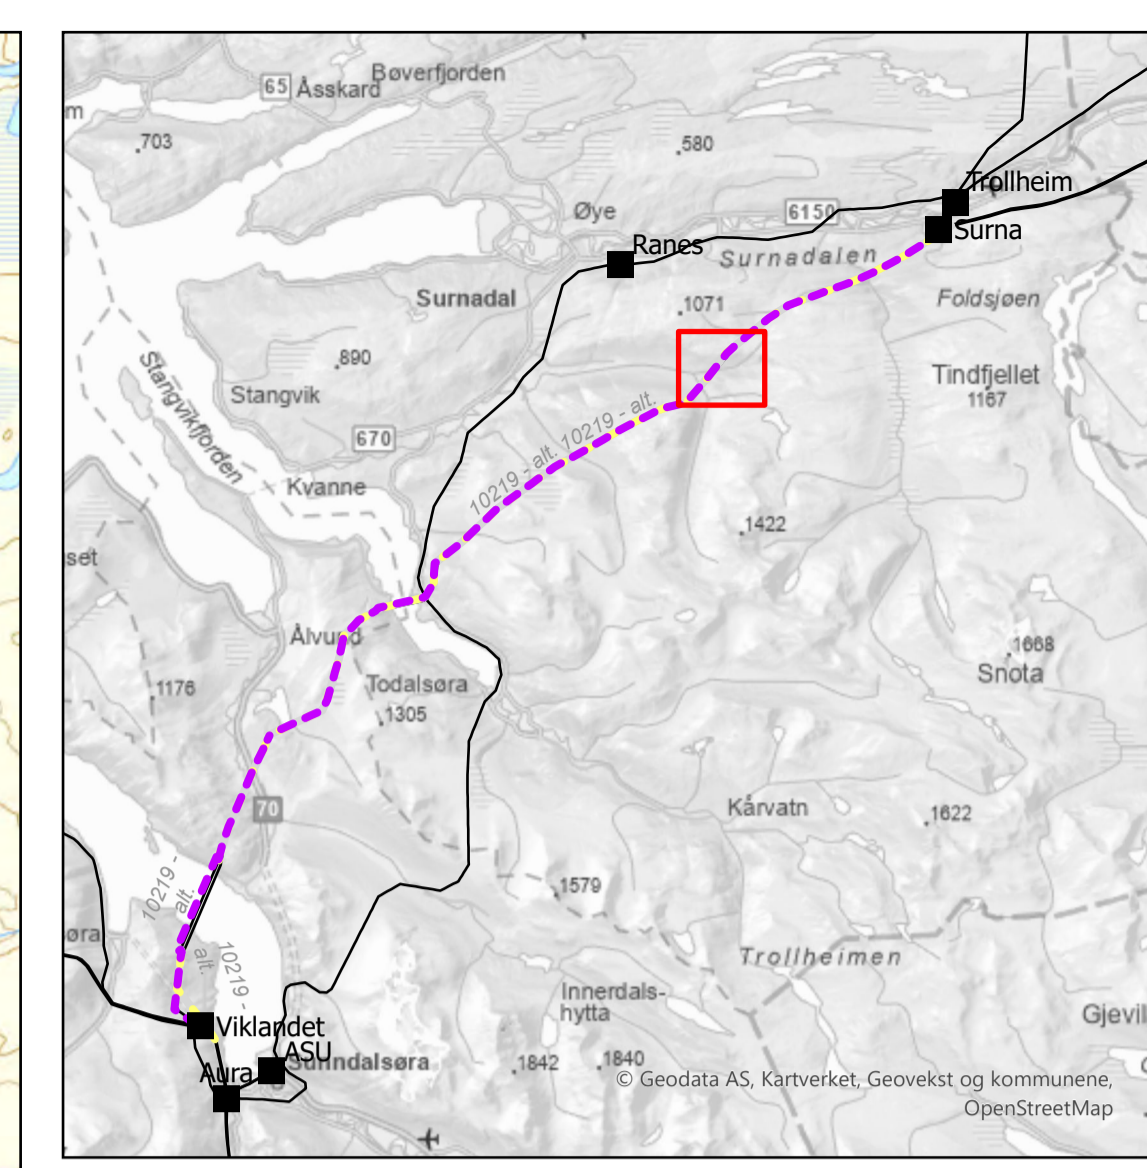 Bøverfjorden
65
Åsskard
m
703
580
Trollheim
Øye
6150
Surna
Ranes
Surnadalen
Surnadal
1071
Foldsjøen
890
Tindfjellet
1167
Stangvik
Stangvikfjorden
670
10219 - alt. 10219 - alt.
Kvanne
1422
set
Ålvund
1668
Snota
Todalsøra
1176
1305
70
Kårvatn
1622
10219 -
alt.
1579
øra
10219 -
alt.
Trollheimen
Innerdals-
hytta
Gjevil
Viklandet
ASU
Sunndalsøra
Aura
1842
1840
© Geodata AS, Kartverket, Geovekst og kommunene,
OpenStreetMap